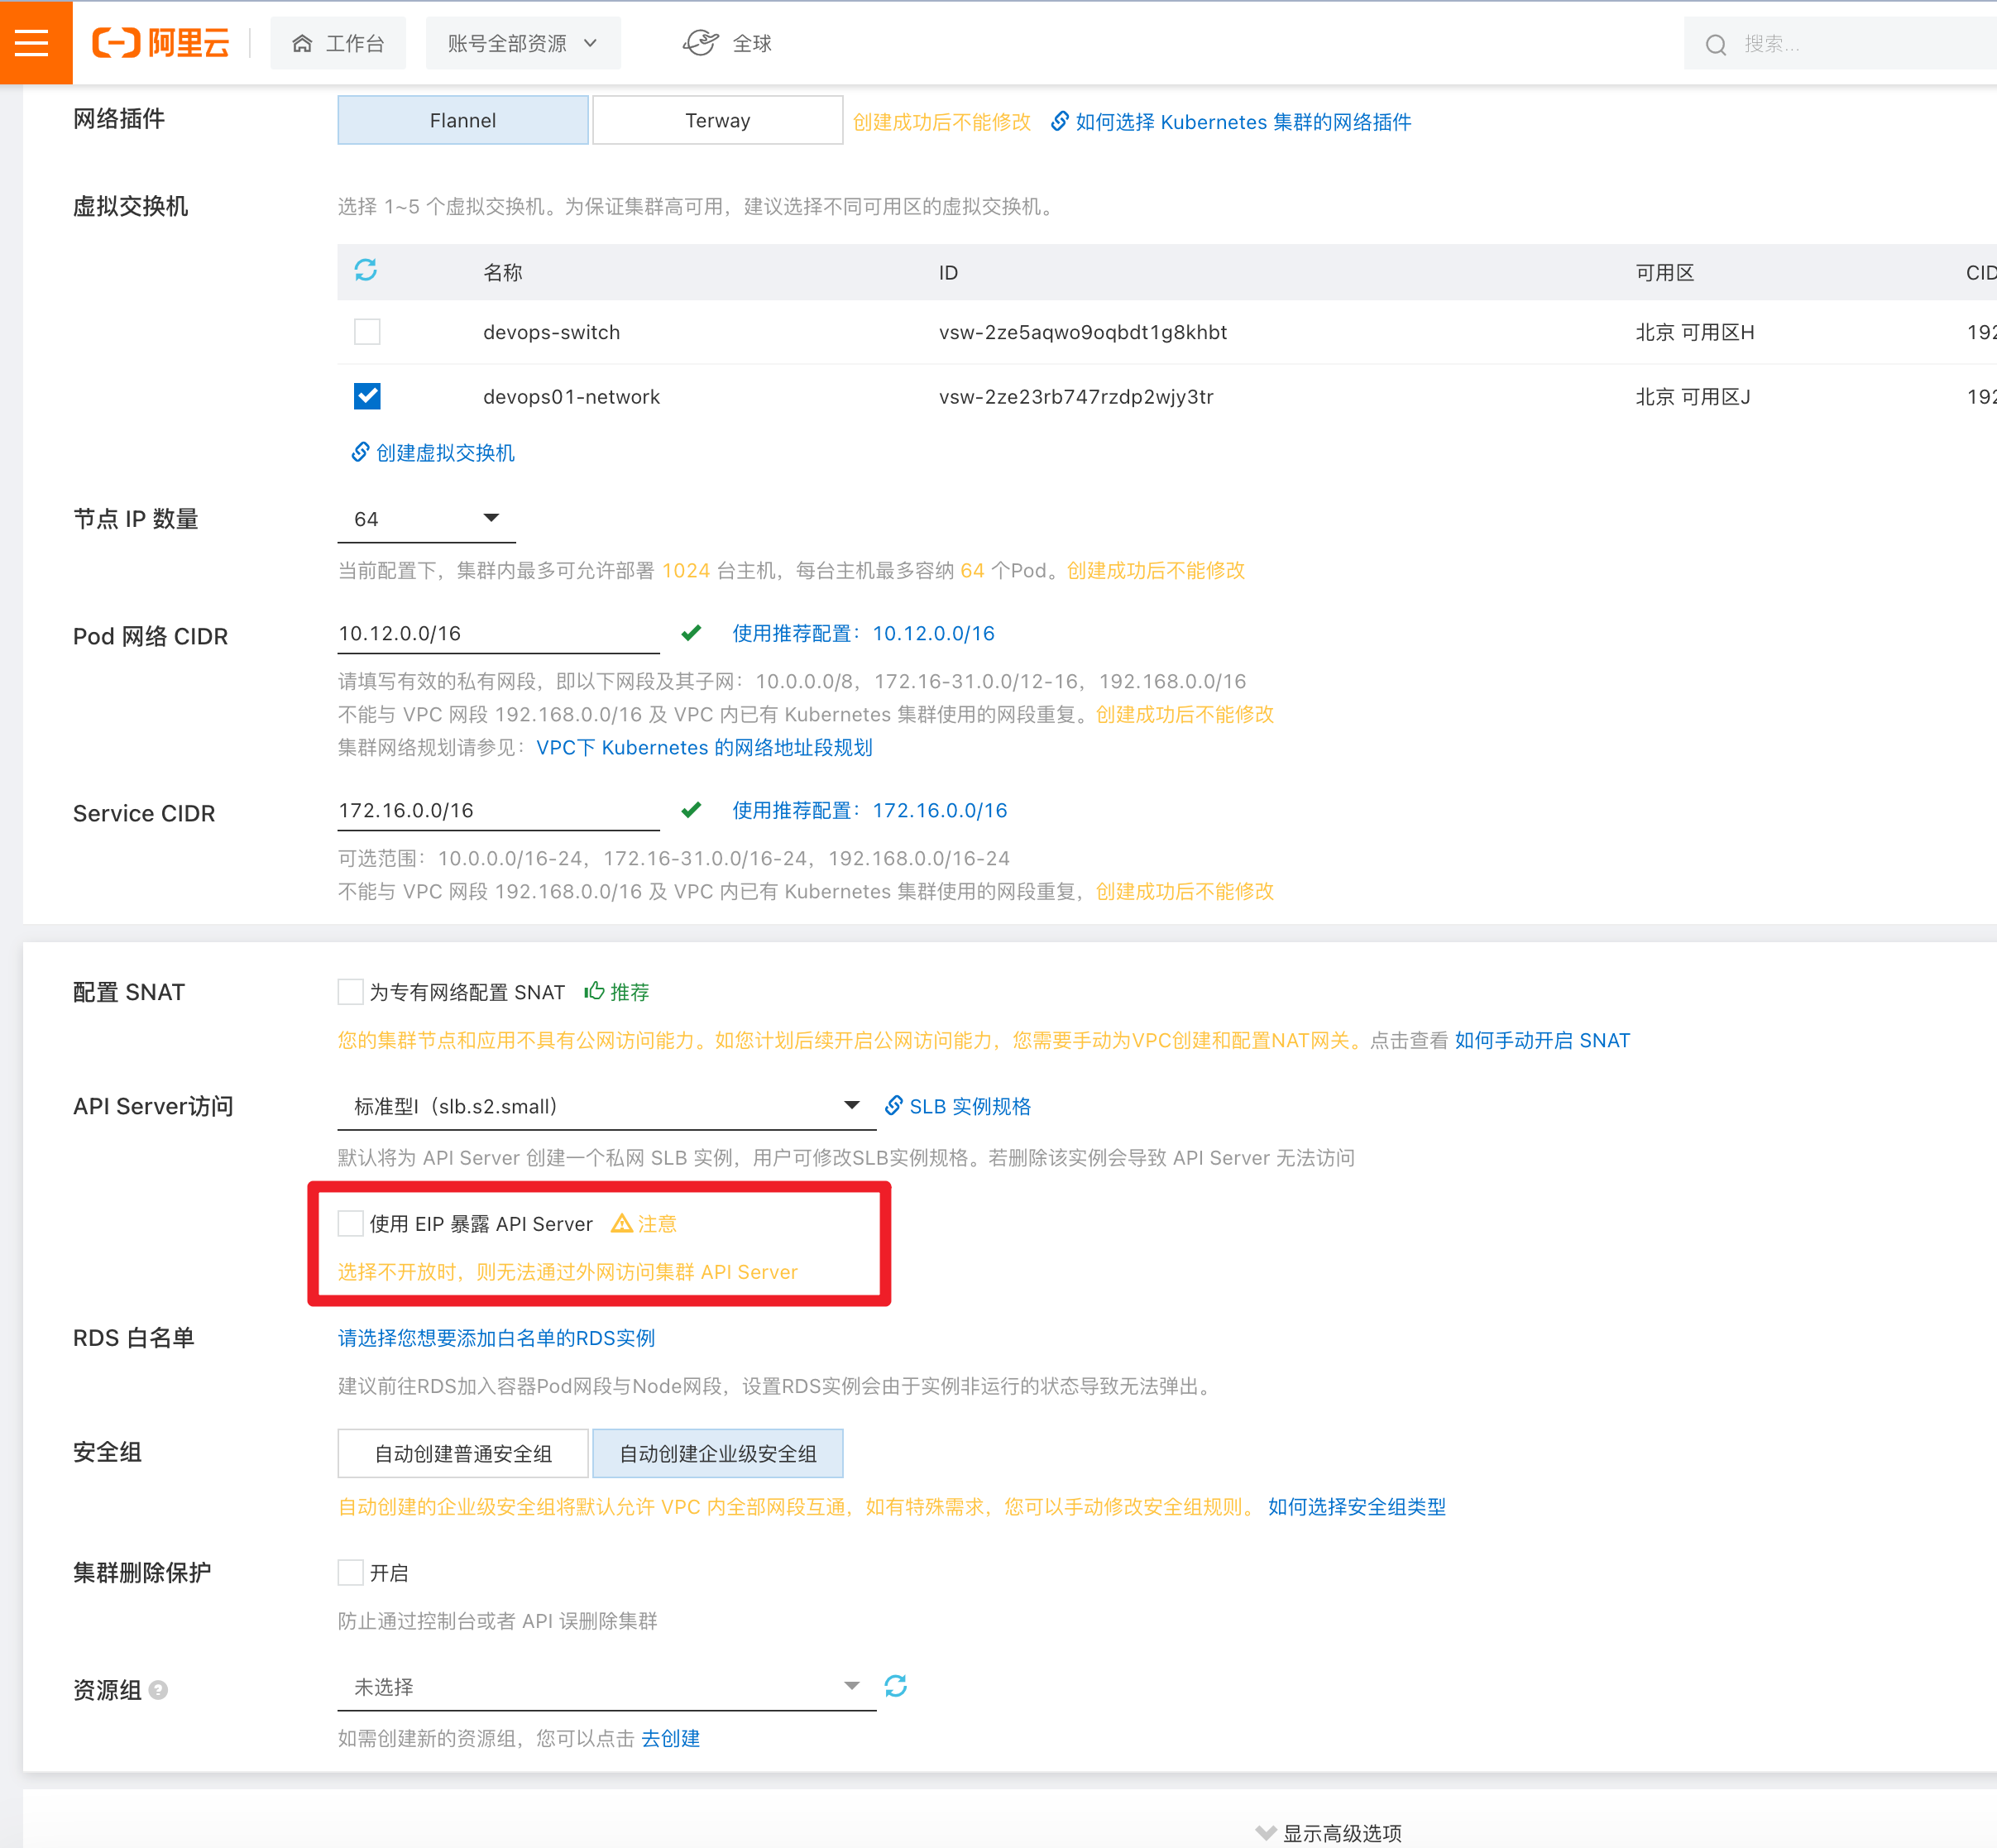 阿里云 工作台 账号全部资源 全球 搜索...
网络插件 Flannel Terway 创建成功后不能修改 如何选择 Kubernetes 集群的网络插件
虚拟交换机 选择 1~5 个虚拟交换机。为保证集群高可用，建议选择不同可用区的虚拟交换机。
名称 ID 可用区 CID
devops-switch vsw-2ze5aqwo9oqbdt1g8khbt 北京 可用区H 192
devops01-network vsw-2ze23rb747rzdp2wjy3tr 北京 可用区J 192
创建虚拟交换机
节点 IP 数量 64
当前配置下，集群内最多可允许部署 1024 台主机，每台主机最多容纳 64 个Pod。创建成功后不能修改
Pod 网络 CIDR 10.12.0.0/16 使用推荐配置：10.12.0.0/16
请填写有效的私有网段，即以下网段及其子网：10.0.0.0/8，172.16-31.0.0/12-16，192.168.0.0/16
不能与 VPC 网段 192.168.0.0/16 及 VPC 内已有 Kubernetes 集群使用的网段重复。创建成功后不能修改
集群网络规划请参见：VPC下 Kubernetes 的网络地址段规划
Service CIDR 172.16.0.0/16 使用推荐配置：172.16.0.0/16
可选范围：10.0.0.0/16-24，172.16-31.0.0/16-24，192.168.0.0/16-24
不能与 VPC 网段 192.168.0.0/16 及 VPC 内已有 Kubernetes 集群使用的网段重复，创建成功后不能修改
配置 SNAT 为专有网络配置 SNAT 推荐
您的集群节点和应用不具有公网访问能力。如您计划后续开启公网访问能力，您需要手动为VPC创建和配置NAT网关。点击查看 如何手动开启 SNAT
API Server访问 标准型I（slb.s2.small） SLB 实例规格
默认将为 API Server 创建一个私网 SLB 实例，用户可修改SLB实例规格。若删除该实例会导致 API Server 无法访问
使用 EIP 暴露 API Server 注意
选择不开放时，则无法通过外网访问集群 API Server
RDS 白名单 请选择您想要添加白名单的RDS实例
建议前往RDS加入容器Pod网段与Node网段，设置RDS实例会由于实例非运行的状态导致无法弹出。
安全组 自动创建普通安全组 自动创建企业级安全组
自动创建的企业级安全组将默认允许 VPC 内全部网段互通，如有特殊需求，您可以手动修改安全组规则。 如何选择安全组类型
集群删除保护 开启
防止通过控制台或者 API 误删除集群
资源组 ? 未选择
如需创建新的资源组，您可以点击 去创建
显示高级选项